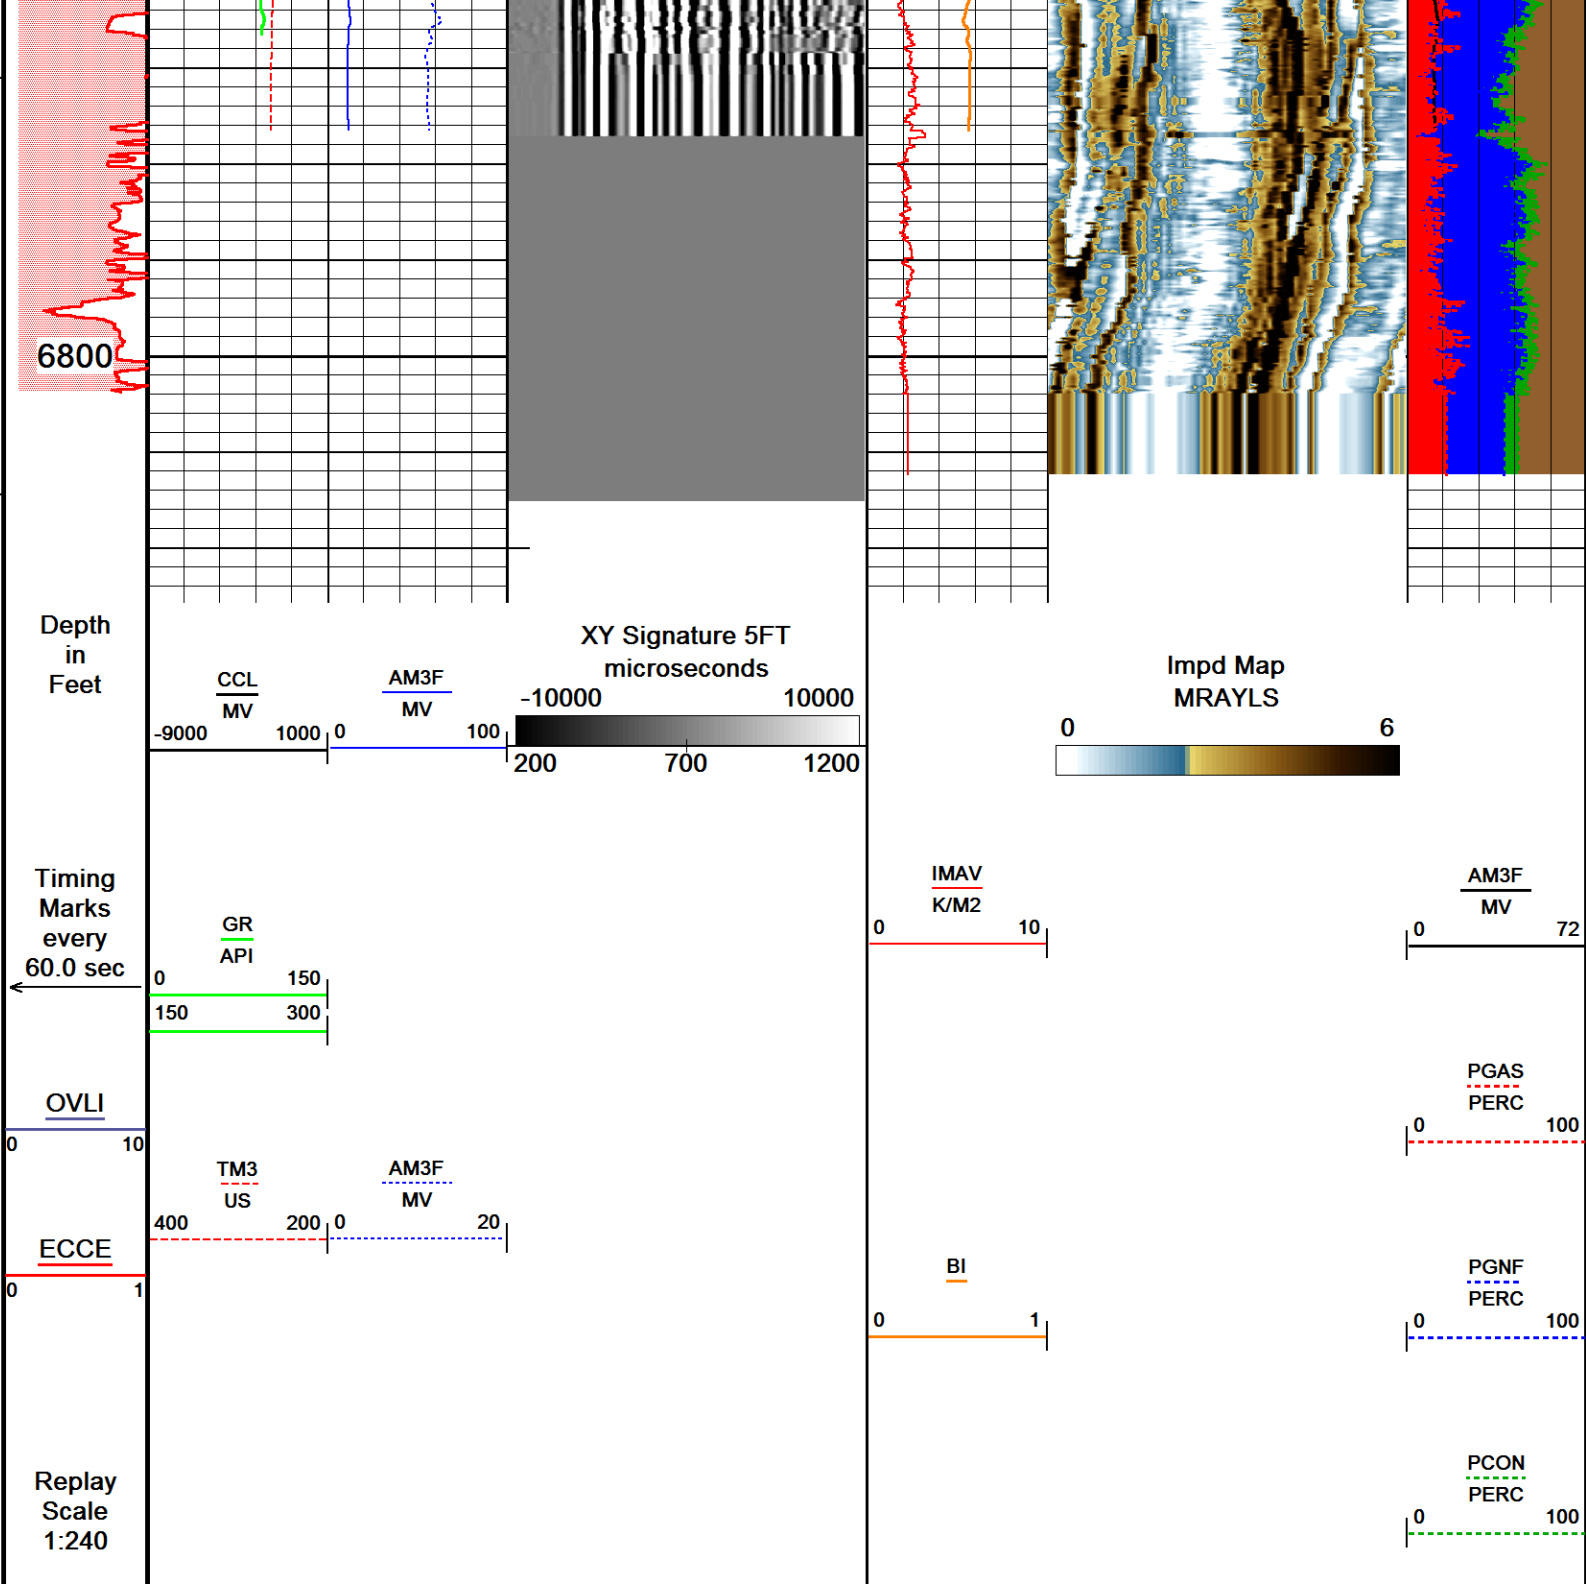 6800
Depth
in
Feet
CCL
MV
-9000 1000
AM3F
MV
0 100
XY Signature 5FT
microseconds
-10000 10000
200 700 1200
Impd Map
MRAYLS
0 6
Timing
Marks
every
60.0 sec
GR
API
0 150
150 300
IMAV
K/M2
0 10
AM3F
MV
0 72
OVLI
0 10
TM3
US
400 200
AM3F
MV
0 20
PGAS
PERC
0 100
ECCE
0 1
BI
0 1
PGNF
PERC
0 100
Replay
Scale
1:240
PCON
PERC
0 100